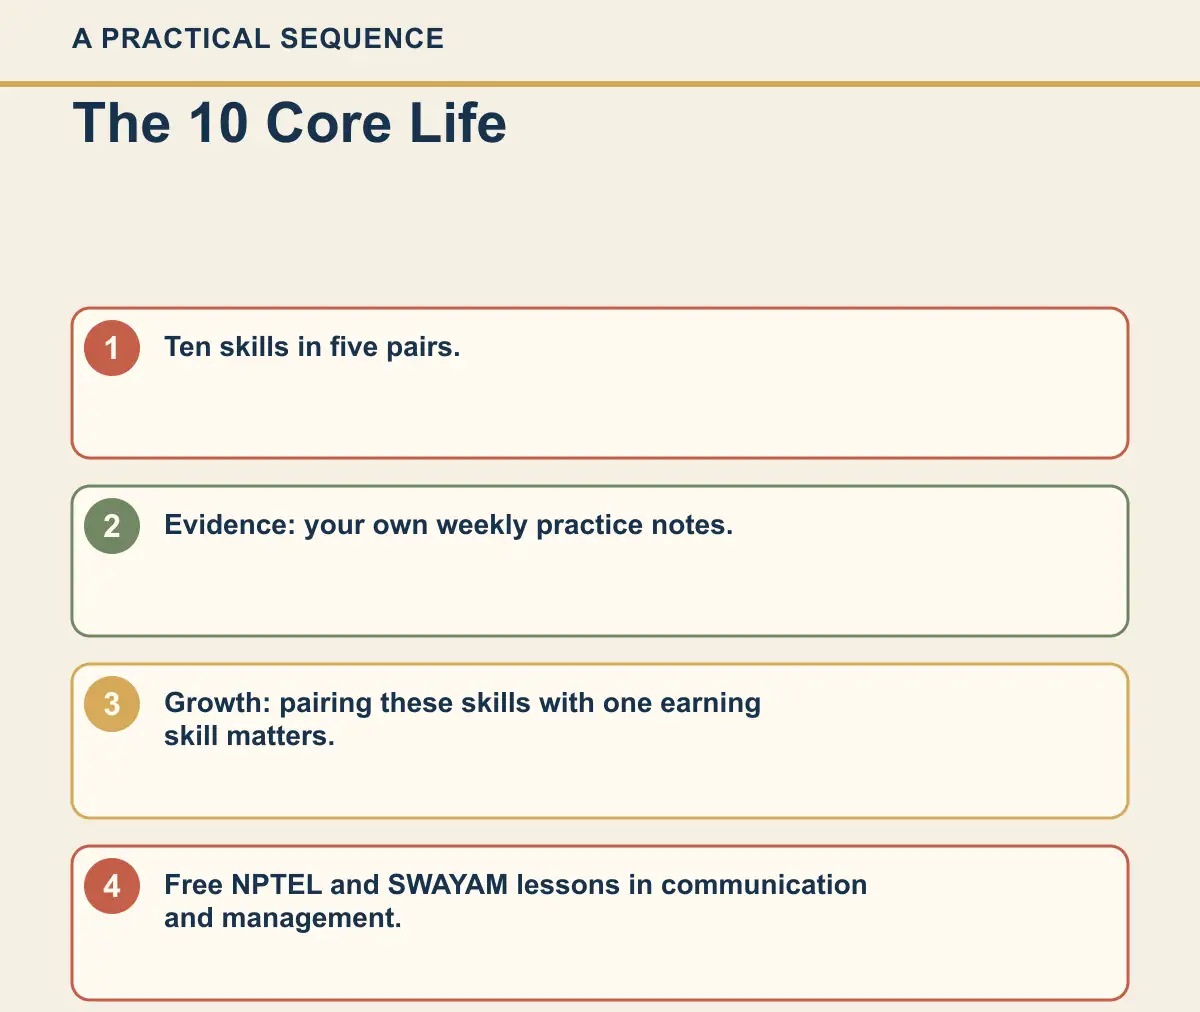 A PRACTICAL SEQUENCE
The 10 Core Life
1
Ten skills in five pairs.
2
Evidence: your own weekly practice notes.
3
Growth: pairing these skills with one earning
skill matters.
4
Free NPTEL and SWAYAM lessons in communication
and management.